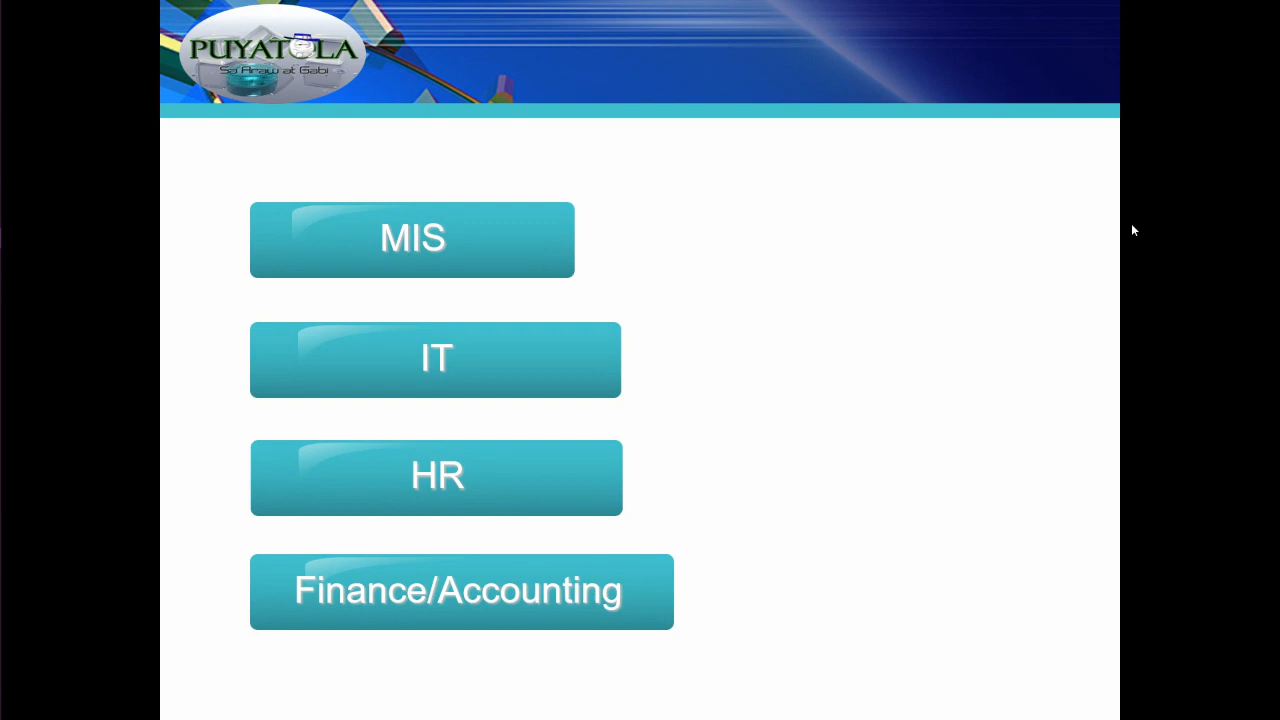 PUYATOLA
Sa Araw at Gabi
MIS
IT
HR
Finance/Accounting